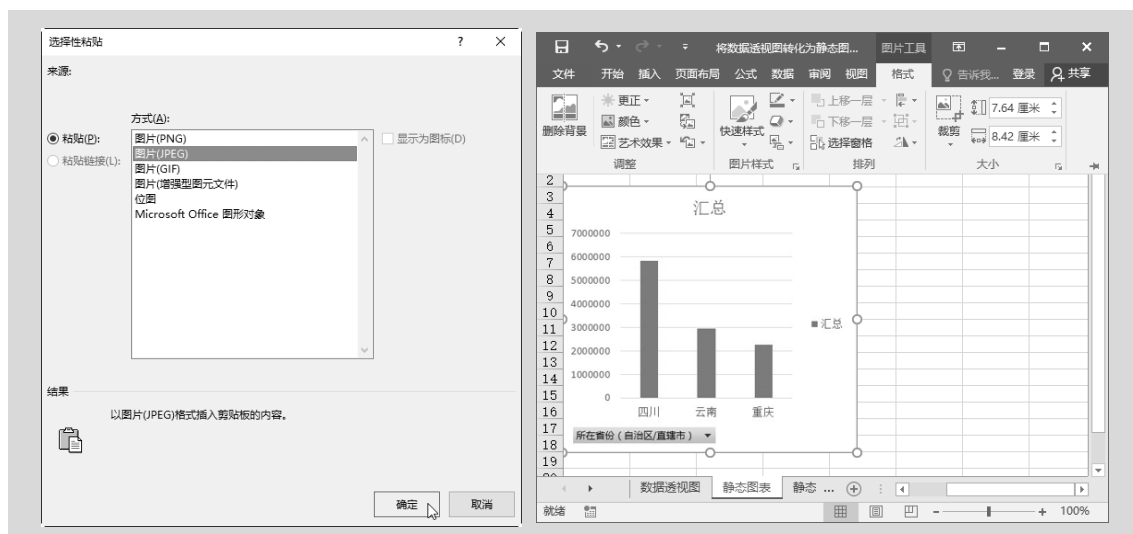 选择性粘贴
? ×
来源:
方式(A):
粘贴(P):
粘贴链接(L):
图片(PNG)
图片(JPEG)
图片(GIF)
图片(增强型图元文件)
位图
Microsoft Office 图形对象
显示为图标(D)
结果
以图片(JPEG)格式插入剪贴板的内容。
确定 取消
将数据透视图转化为静态图... 图片工具
文件 开始 插入 页面布局 公式 数据 审阅 视图 格式 告诉我... 登录 共享
删除背景
更正
颜色
艺术效果
调整
快速样式
图片样式
上移一层
下移一层
选择窗格
排列
裁剪
7.64 厘米
8.42 厘米
大小
2
3
4
5
6
7
8
9
10
11
12
13
14
15
16
17
18
19
汇总
7000000
6000000
5000000
4000000
3000000
2000000
1000000
0
四川 云南 重庆
汇总
所在省份(自治区/直辖市)
数据透视图 静态图表 静态 ...
就绪 100%